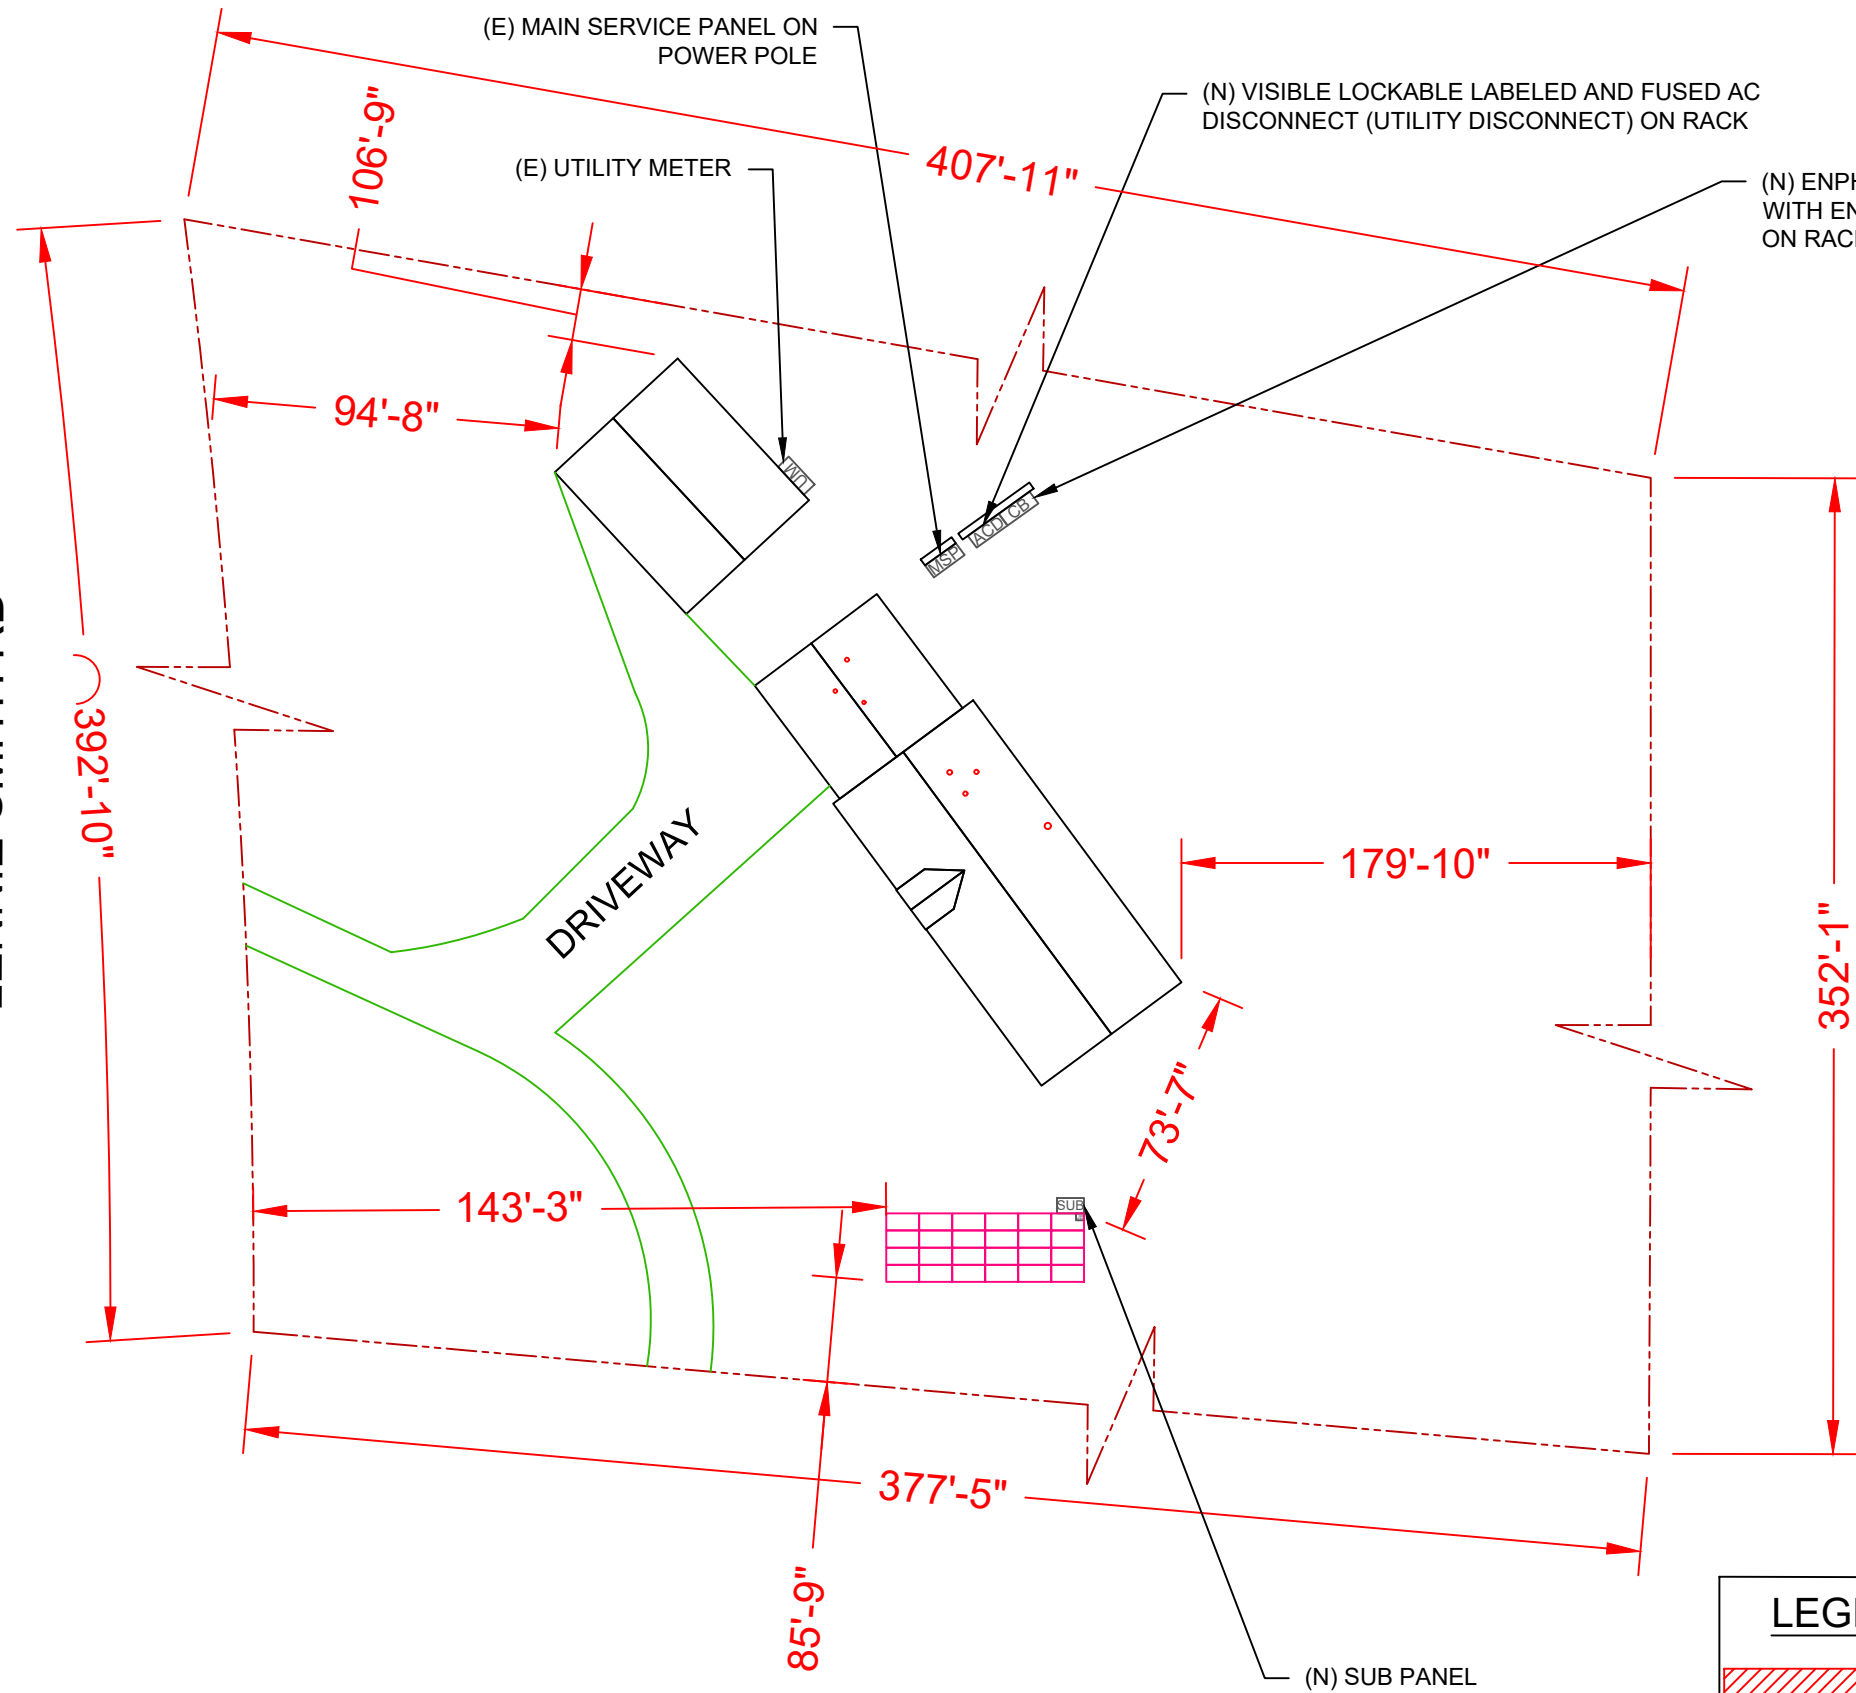 (E) MAIN SERVICE PANEL ON
POWER POLE
(N) VISIBLE LOCKABLE LABELED AND FUSED AC
DISCONNECT (UTILITY DISCONNECT) ON RACK
106'-9"
407'-11"
(E) UTILITY METER
(N)
WITH
ON
94'-8"
UM
ACD
CB
MSP
392'-10"
DRIVEWAY
179'-10"
352'-1"
73'-7"
143'-3"
SUB
377'-5"
85'-9"
(N) SUB PANEL